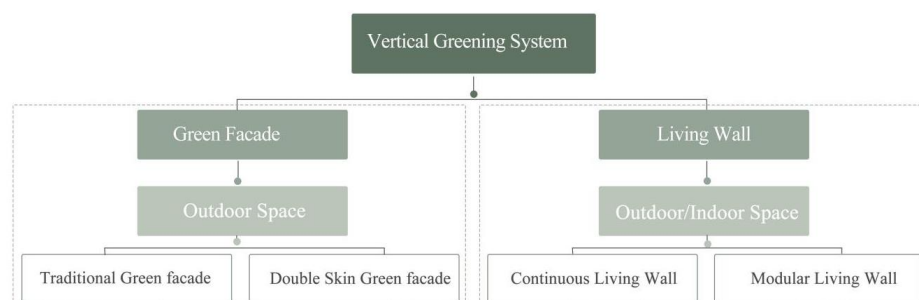 Vertical Greening System
Green Facade
Living Wall
Outdoor Space
Outdoor/Indoor Space
Traditional Green facade
Double Skin Green facade
Continuous Living Wall
Modular Living Wall